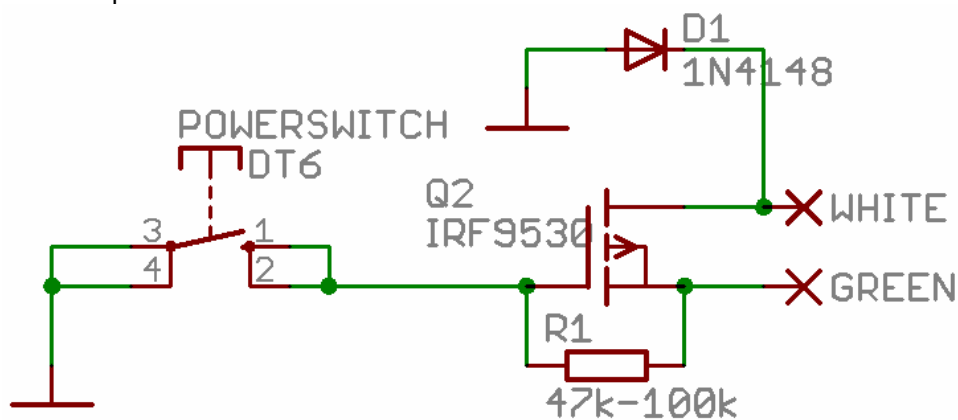 D1
1N4148
POWERSWITCH
DT6
Q2
IRF9530
WHITE
3
1
4
2
GREEN
R1
47k-100k